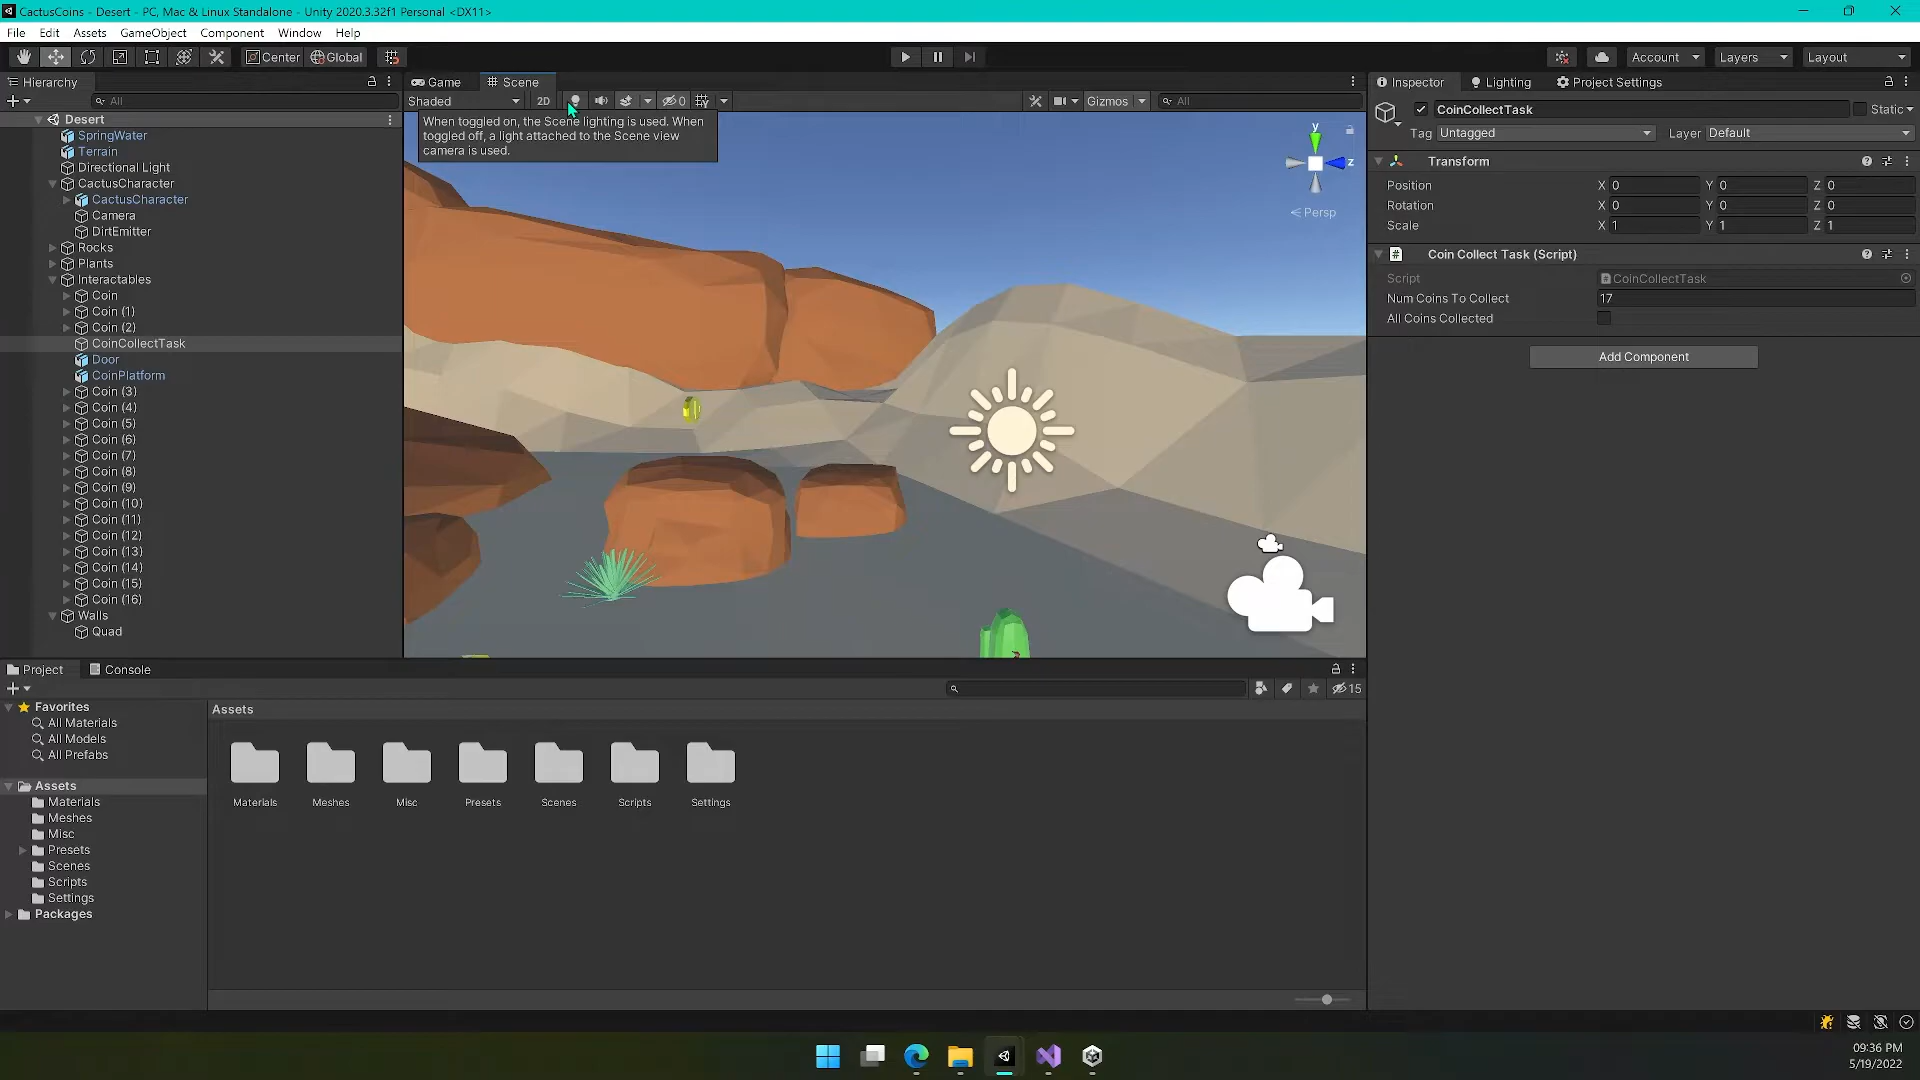 CactusCoins - Desert - PC, Mac & Linux Standalone - Unity 2020.3.32f1 Personal <DX11>
File Edit Assets GameObject Component Window Help
Center Global Account Layers Layout
Hierarchy
All
Desert
SpringWater
Terrain
Directional Light
CactusCharacter
CactusCharacter
Camera
DirtEmitter
Rocks
Plants
Interactables
Coin
Coin (1)
Coin (2)
CoinCollectTask
Door
CoinPlatform
Coin (3)
Coin (4)
Coin (5)
Coin (6)
Coin (7)
Coin (8)
Coin (9)
Coin (10)
Coin (11)
Coin (12)
Coin (13)
Coin (14)
Coin (15)
Coin (16)
Walls
Quad
Game Scene
Shaded 2D 0 Gizmos All
When toggled on, the Scene lighting is used. When
toggled off, a light attached to the Scene view
camera is used.
y
z
< Persp
Inspector Lighting Project Settings
CoinCollectTask Static
Tag Untagged Layer Default
Transform
Position X 0 Y 0 Z 0
Rotation X 0 Y 0 Z 0
Scale X 1 Y 1 Z 1
# Coin Collect Task (Script)
Script CoinCollectTask
Num Coins To Collect 17
All Coins Collected
Add Component
Project Console
15
Favorites
All Materials
All Models
All Prefabs
Assets
Materials
Meshes
Misc
Presets
Scenes
Scripts
Settings
Packages
Assets
Materials Meshes Misc Presets Scenes Scripts Settings
09:36 PM
5/19/2022